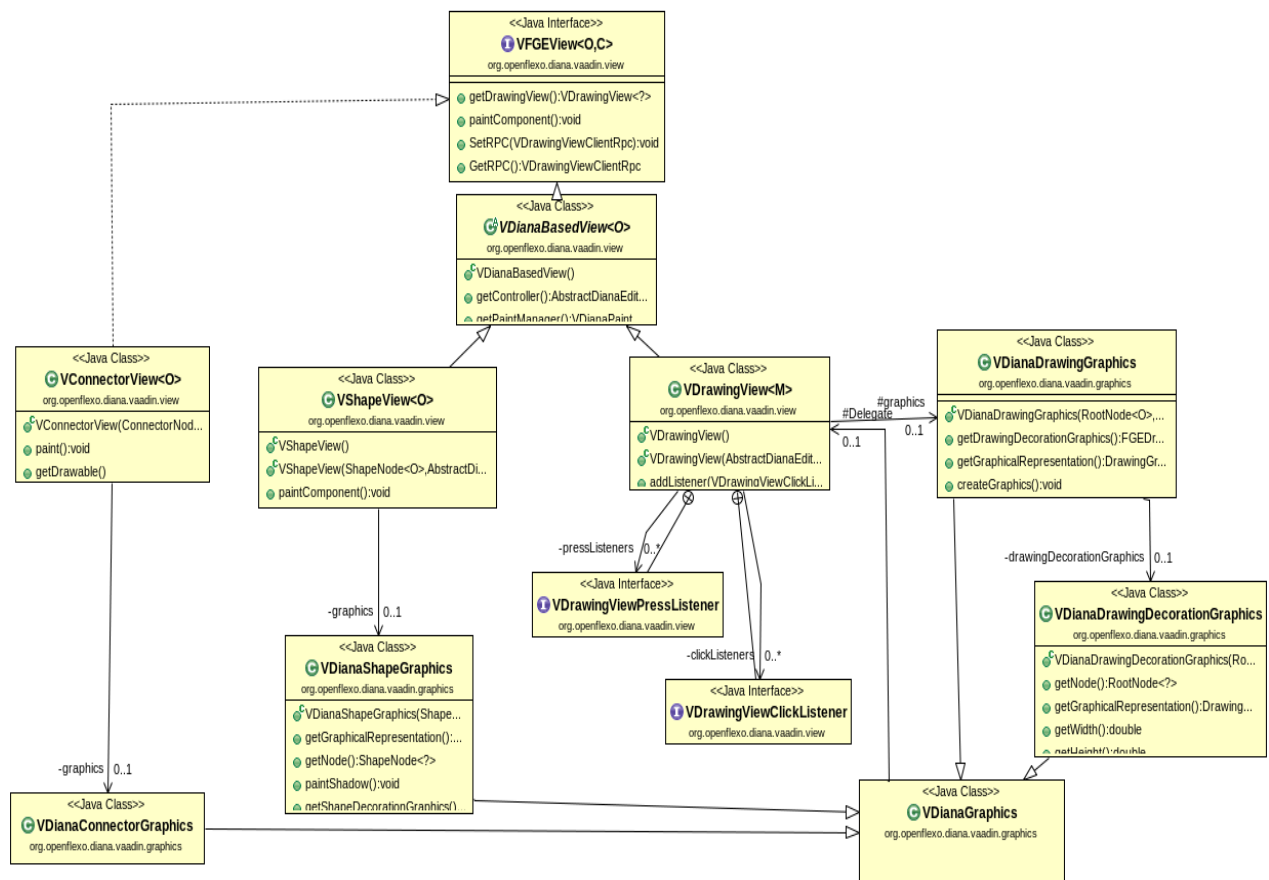 <<Java Interface>>
VFGEView<O,C>
org.openflexo.diana.vaadin.view
getDrawingView():VDrawingView<?>
paintComponent():void
SetRPC(VDrawingViewClientRpc):void
GetRPC():VDrawingViewClientRpc
<<Java Class>>
VDianaBasedView<O>
org.openflexo.diana.vaadin.view
VDianaBasedView()
getController():AbstractDianaEdit...
getPaintManager():VDianaPaint
<<Java Class>>
VConnectorView<O>
org.openflexo.diana.vaadin.view
VConnectorView(ConnectorNod...
paint():void
getDrawable()
<<Java Class>>
VShapeView<O>
org.openflexo.diana.vaadin.view
VShapeView()
VShapeView(ShapeNode<O>,AbstractDi...
paintComponent():void
<<Java Class>>
VDrawingView<M>
org.openflexo.diana.vaadin.view
VDrawingView()
VDrawingView(AbstractDianaEdit...
addListener(VDrawingViewClickLi...
#graphics
0..1
#Delegate
0..1
<<Java Class>>
VDianaDrawingGraphics
org.openflexo.diana.vaadin.graphics
VDianaDrawingGraphics(RootNode<O>,...
getDrawingDecorationGraphics():FGEDr...
getGraphicalRepresentation():DrawingGr...
createGraphics():void
-pressListeners 0..*
<<Java Interface>>
VDrawingViewPressListener
org.openflexo.diana.vaadin.view
-drawingDecorationGraphics 0..1
<<Java Class>>
VDianaDrawingDecorationGraphics
org.openflexo.diana.vaadin.graphics
VDianaDrawingDecorationGraphics(Ro...
getNode():RootNode<?>
getGraphicalRepresentation():Drawing...
getWidth():double
getHeight():double
-graphics 0..1
<<Java Class>>
VDianaShapeGraphics
org.openflexo.diana.vaadin.graphics
VDianaShapeGraphics(Shape...
getGraphicalRepresentation():...
getNode():ShapeNode<?>
paintShadow():void
getShapeDecorationGraphics()...
-clickListeners 0..*
<<Java Interface>>
VDrawingViewClickListener
org.openflexo.diana.vaadin.view
-graphics 0..1
<<Java Class>>
VDianaConnectorGraphics
org.openflexo.diana.vaadin.graphics
<<Java Class>>
VDianaGraphics
org.openflexo.diana.vaadin.graphics